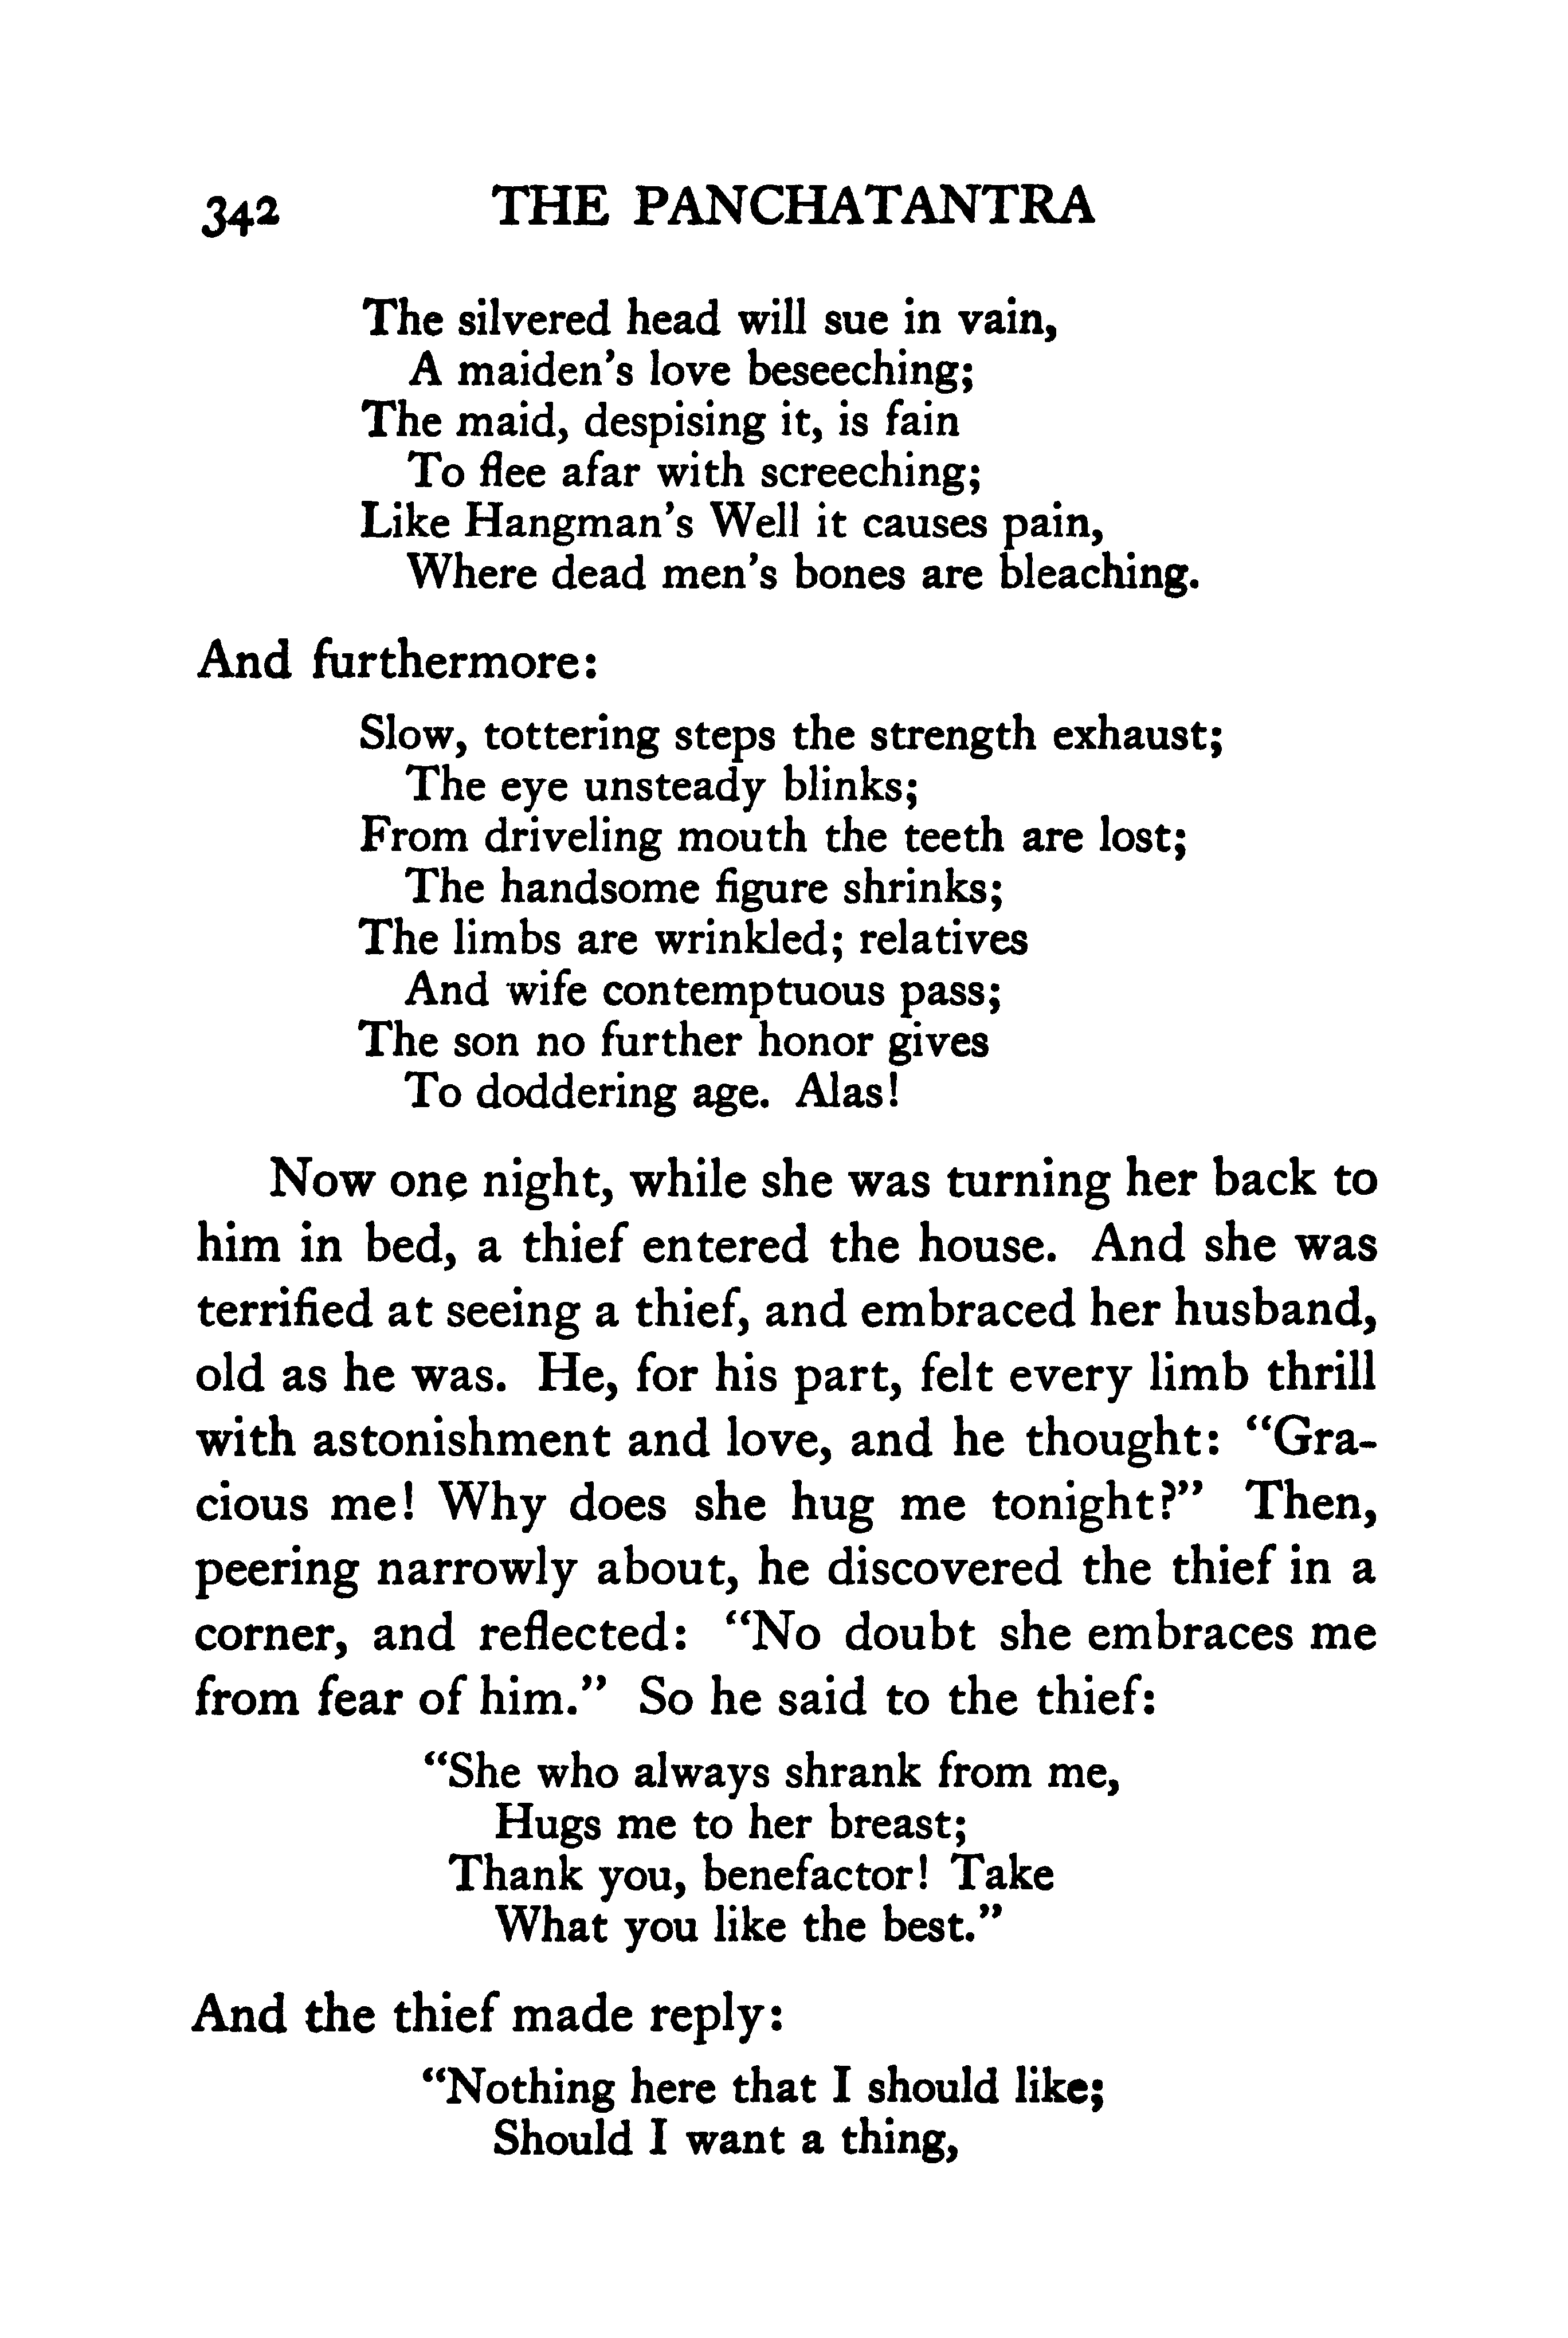 342 THE PANCHATANTRA
The silvered head will sue in vain,
A maiden's love beseeching;
The maid, despising it, is fain
To flee afar with screeching;
Like Hangman's Well it causes pain,
Where dead men's bones are bleaching.
And furthermore:
Slow, tottering steps the strength exhaust;
The eye unsteady blinks;
From driveling mouth the teeth are lost;
The handsome figure shrinks;
The limbs are wrinkled; relatives
And wife contemptuous pass;
The son no further honor gives
To doddering age. Alas!
Now one night, while she was turning her back to
him in bed, a thief entered the house. And she was
terrified at seeing a thief, and embraced her husband,
old as he was. He, for his part, felt every limb thrill
with astonishment and love, and he thought: “Gra-
cious me! Why does she hug me tonight?” Then,
peering narrowly about, he discovered the thief in a
corner, and reflected: “No doubt she embraces me
from fear of him.” So he said to the thief:
“She who always shrank from me,
Hugs me to her breast;
Thank you, benefactor! Take
What you like the best.”
And the thief made reply:
“Nothing here that I should like;
Should I want a thing,